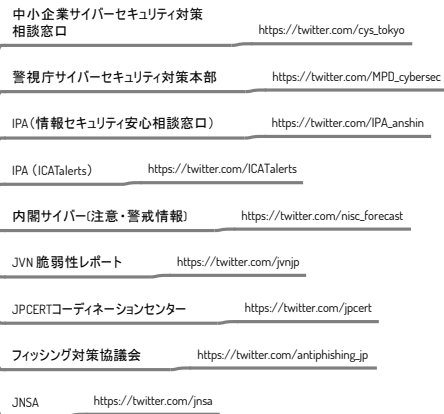 中小企業サイバーセキュリティ対策
相談窓口 https://twitter.com/cys_tokyo
警視庁サイバーセキュリティ対策本部 https://twitter.com/MPD_cybersec
IPA（情報セキュリティ安心相談窓口） https://twitter.com/IPA_anshin
IPA （ICATalerts） https://twitter.com/ICATalerts
内閣サイバー(注意・警戒情報) https://twitter.com/nisc_forecast
JVN 脆弱性レポート https://twitter.com/jvnjp
JPCERTコーディネーションセンター https://twitter.com/jpcert
フィッシング対策協議会 https://twitter.com/antiphishing_jp
JNSA https://twitter.com/jnsa